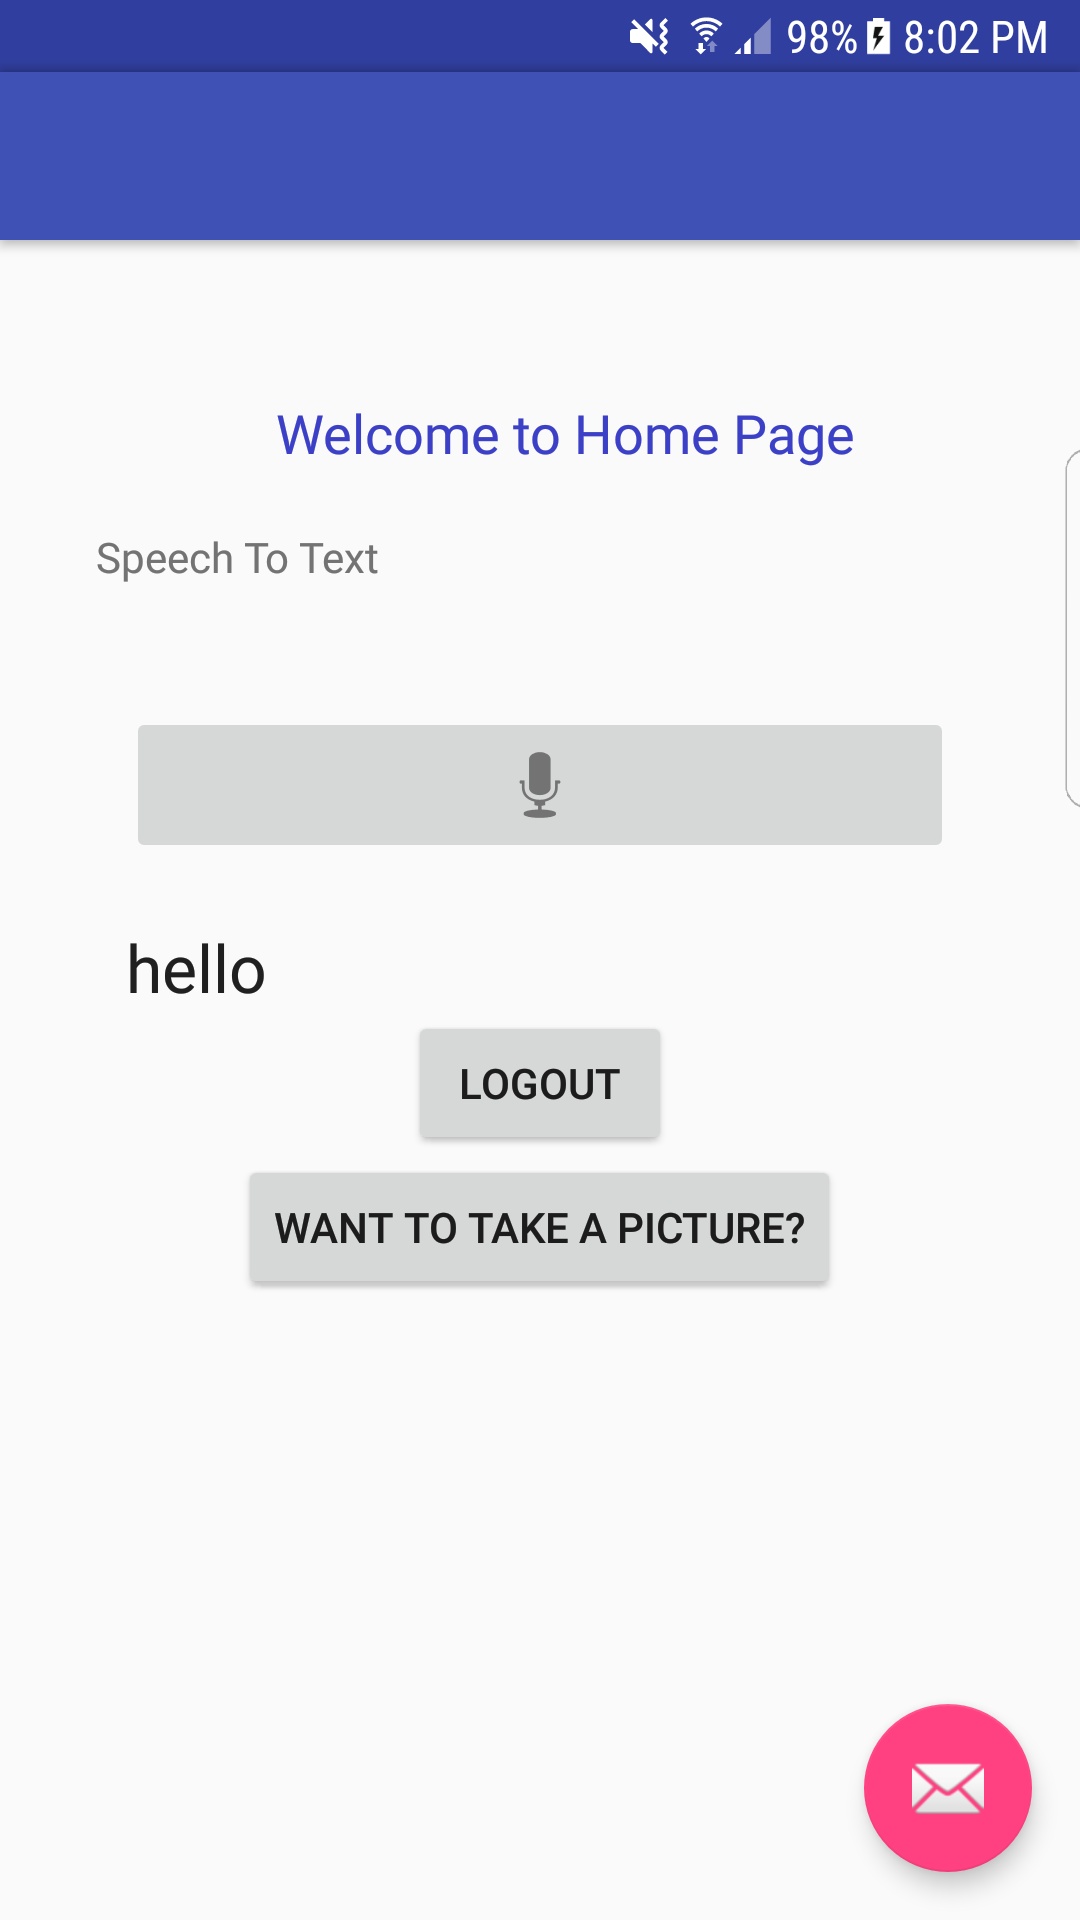 98% 8:02 PM
Welcome to Home Page
Speech To Text
hello
LOGOUT
WANT TO TAKE A PICTURE?